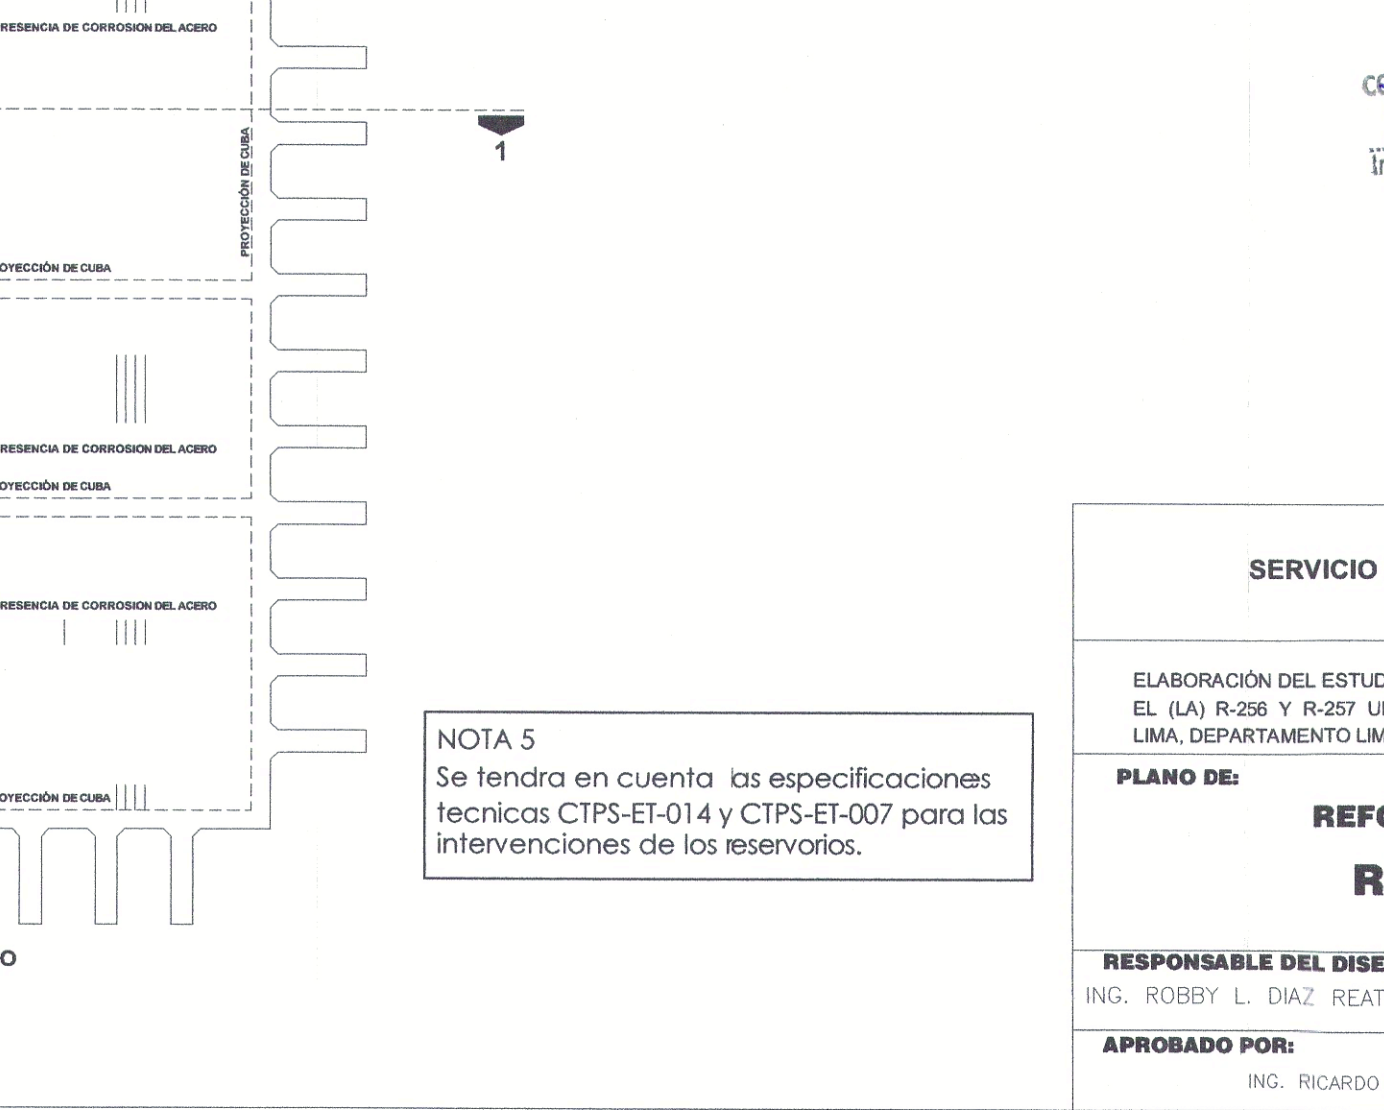 RESENCIA DE CORROSION DEL ACERO
1
PROYECCIÓN DE CUBA
OYECCIÓN DE CUBA
RESENCIA DE CORROSION DEL ACERO
OYECCIÓN DE CUBA
RESENCIA DE CORROSION DEL ACERO
OYECCIÓN DE CUBA
O
NOTA 5
Se tendra en cuenta las especificaciones
tecnicas CTPS-ET-014 y CTPS-ET-007 para las
intervenciones de los reservorios.
SERVICIO
ELABORACIÓN DEL ESTUD
EL (LA) R-256 Y R-257 U
LIMA, DEPARTAMENTO LIM
PLANO DE:
REFO
R
RESPONSABLE DEL DISE
ING. ROBBY L. DIAZ REAT
APROBADO POR:
ING. RICARDO